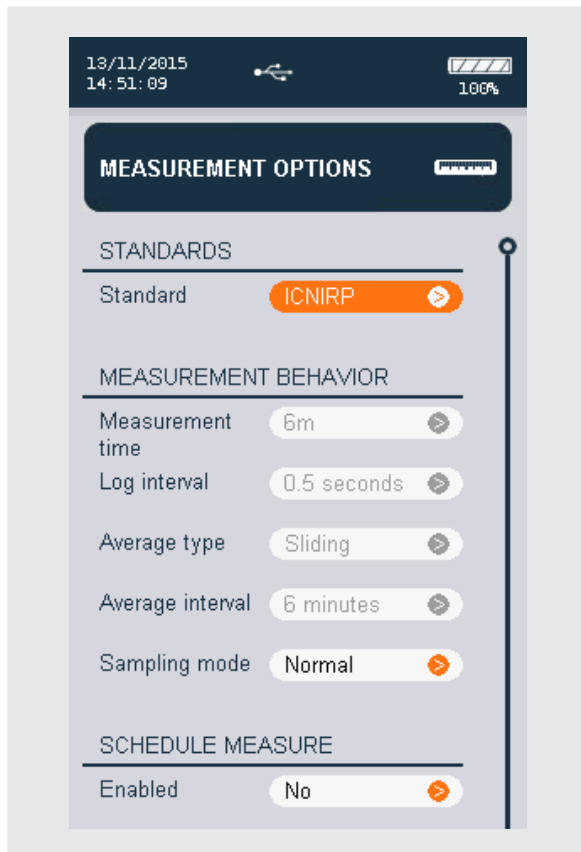 13/11/2015
14:51:09
100%
MEASUREMENT OPTIONS
STANDARDS
Standard ICNIRP
MEASUREMENT BEHAVIOR
Measurement 6m
time
Log interval 0.5 seconds
Average type Sliding
Average interval 6 minutes
Sampling mode Normal
SCHEDULE MEASURE
Enabled No